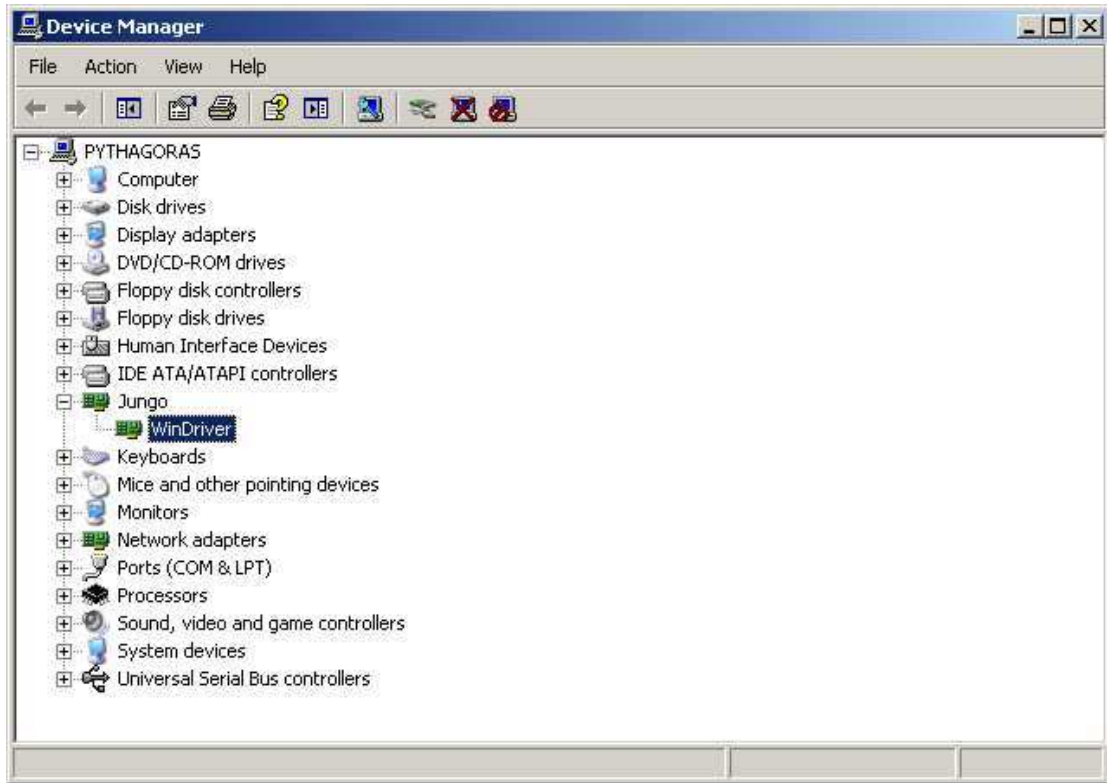 Device Manager
File Action View Help
PYTHAGORAS
Computer
Disk drives
Display adapters
DVD/CD-ROM drives
Floppy disk controllers
Floppy disk drives
Human Interface Devices
IDE ATA/ATAPI controllers
Jungo
WinDriver
Keyboards
Mice and other pointing devices
Monitors
Network adapters
Ports (COM & LPT)
Processors
Sound, video and game controllers
System devices
Universal Serial Bus controllers